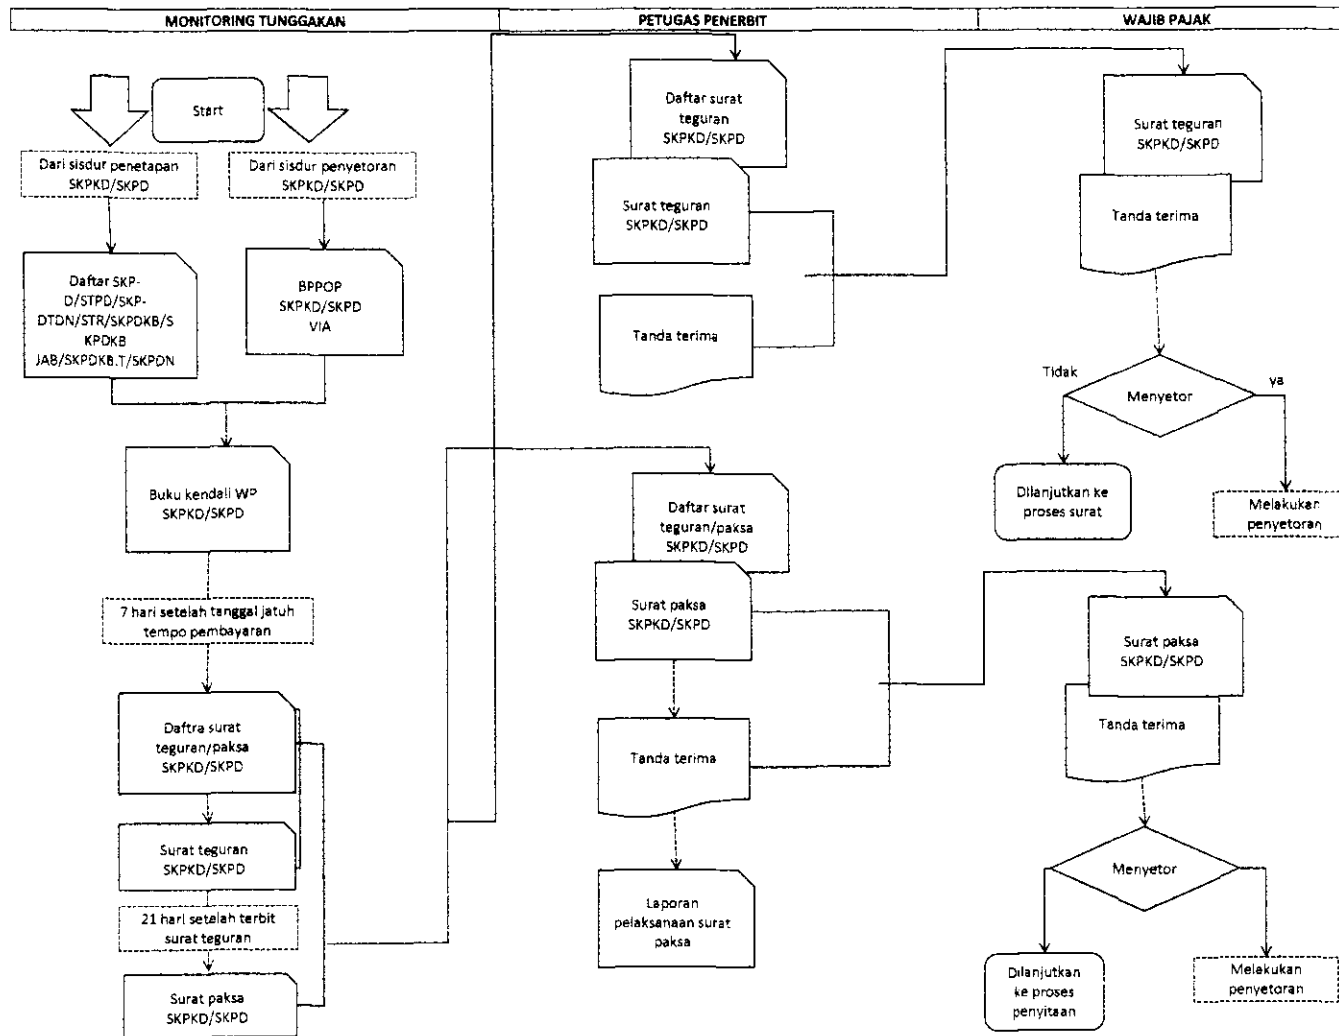 MONITORING TUNGGAKAN
PETUGAS PENERBIT
WAJIB PAJAK
Start
Dari sisdur penetapan
SKPKD/SKPD
Dari sisdur penyetoran
SKPKD/SKPD
Daftar SKP-
D/STPD/SKP-
DTDN/STR/SKPDKB/S
KPDKB
JAB/SKPDKB.T/SKPDN
BPPOP
SKPKD/SKPD
VIA
Buku kendali WP
SKPKD/SKPD
7 hari setelah tanggal jatuh
tempo pembayaran
Daftra surat
teguran/paksa
SKPKD/SKPD
Surat teguran
SKPKD/SKPD
21 hari setelah terbit
surat teguran
Surat paksa
SKPKD/SKPD
Daftar surat
teguran
SKPKD/SKPD
Surat teguran
SKPKD/SKPD
Tanda terima
Daftar surat
teguran/paksa
SKPKD/SKPD
Surat paksa
SKPKD/SKPD
Tanda terima
Laporan
pelaksanaan surat
paksa
Surat teguran
SKPKD/SKPD
Tanda terima
Tidak
Menyetor
ya
Dilanjutkan ke
proses surat
Melakukan
penyetoran
Surat paksa
SKPKD/SKPD
Tanda terima
Menyetor
Dilanjutkan
ke proses
penyitaan
Melakukan
penyetoran